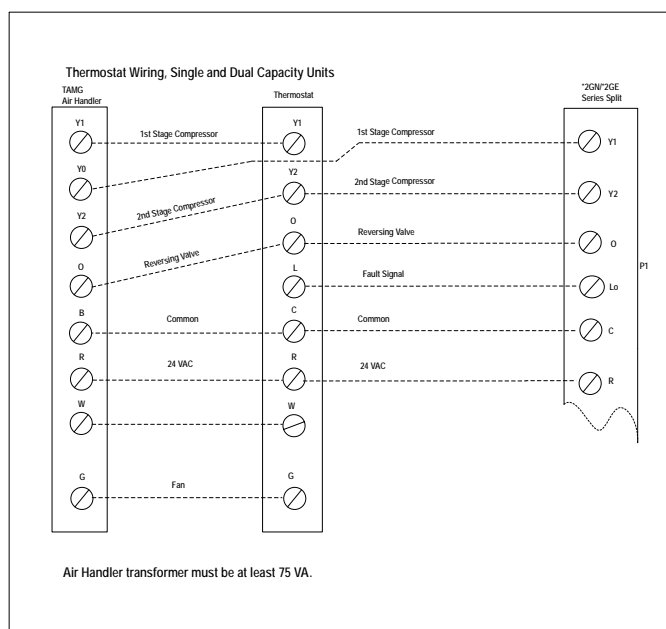 Thermostat Wiring, Single and Dual Capacity Units
TAMG
Air Handler
Thermostat
"2GN/"2GE
Series Split
Y1
1st Stage Compressor
Y1
1st Stage Compressor
Y1
Y0
Y2
2nd Stage Compressor
Y2
2nd Stage Compressor
Y2
O
Reversing Valve
O
Reversing Valve
O
L
Fault Signal
Lo
P1
B
Common
C
Common
C
R
24 VAC
R
24 VAC
R
W
W
G
Fan
G
Air Handler transformer must be at least 75 VA.